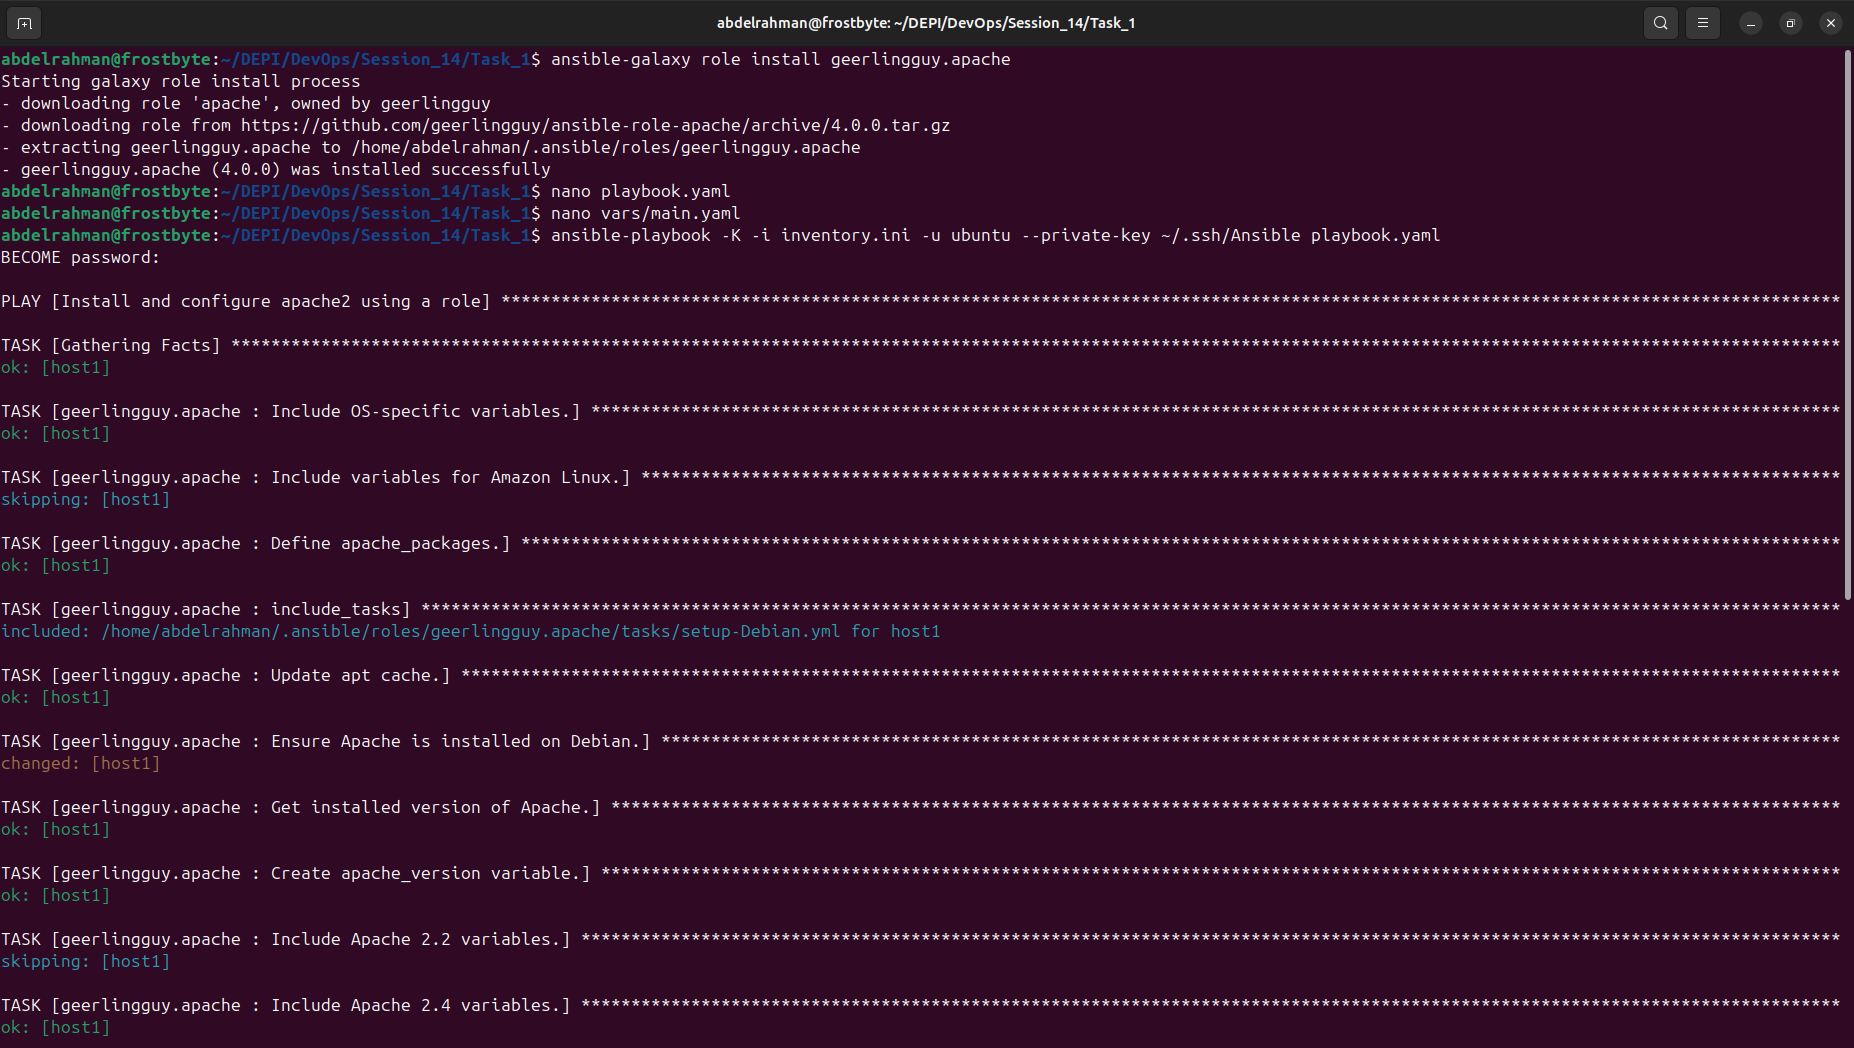 abdelrahman@frostbyte: ~/DEPI/DevOps/Session_14/Task_1
abdelrahman@frostbyte:~/DEPI/DevOps/Session_14/Task_1$ ansible-galaxy role install geerlingguy.apache
Starting galaxy role install process
- downloading role 'apache', owned by geerlingguy
- downloading role from https://github.com/geerlingguy/ansible-role-apache/archive/4.0.0.tar.gz
- extracting geerlingguy.apache to /home/abdelrahman/.ansible/roles/geerlingguy.apache
- geerlingguy.apache (4.0.0) was installed successfully
abdelrahman@frostbyte:~/DEPI/DevOps/Session_14/Task_1$ nano playbook.yaml
abdelrahman@frostbyte:~/DEPI/DevOps/Session_14/Task_1$ nano vars/main.yaml
abdelrahman@frostbyte:~/DEPI/DevOps/Session_14/Task_1$ ansible-playbook -K -i inventory.ini -u ubuntu --private-key ~/.ssh/Ansible playbook.yaml
BECOME password:
PLAY [Install and configure apache2 using a role] **************************************************************************************************************************************
TASK [Gathering Facts] *****************************************************************************************************************************************************************
ok: [host1]
TASK [geerlingguy.apache : Include OS-specific variables.] *****************************************************************************************************************************
ok: [host1]
TASK [geerlingguy.apache : Include variables for Amazon Linux.] ************************************************************************************************************************
skipping: [host1]
TASK [geerlingguy.apache : Define apache_packages.] ************************************************************************************************************************************
ok: [host1]
TASK [geerlingguy.apache : include_tasks] **********************************************************************************************************************************************
included: /home/abdelrahman/.ansible/roles/geerlingguy.apache/tasks/setup-Debian.yml for host1
TASK [geerlingguy.apache : Update apt cache.] ******************************************************************************************************************************************
ok: [host1]
TASK [geerlingguy.apache : Ensure Apache is installed on Debian.] **********************************************************************************************************************
changed: [host1]
TASK [geerlingguy.apache : Get installed version of Apache.] ***************************************************************************************************************************
ok: [host1]
TASK [geerlingguy.apache : Create apache_version variable.] ****************************************************************************************************************************
ok: [host1]
TASK [geerlingguy.apache : Include Apache 2.2 variables.] ******************************************************************************************************************************
skipping: [host1]
TASK [geerlingguy.apache : Include Apache 2.4 variables.] ******************************************************************************************************************************
ok: [host1]